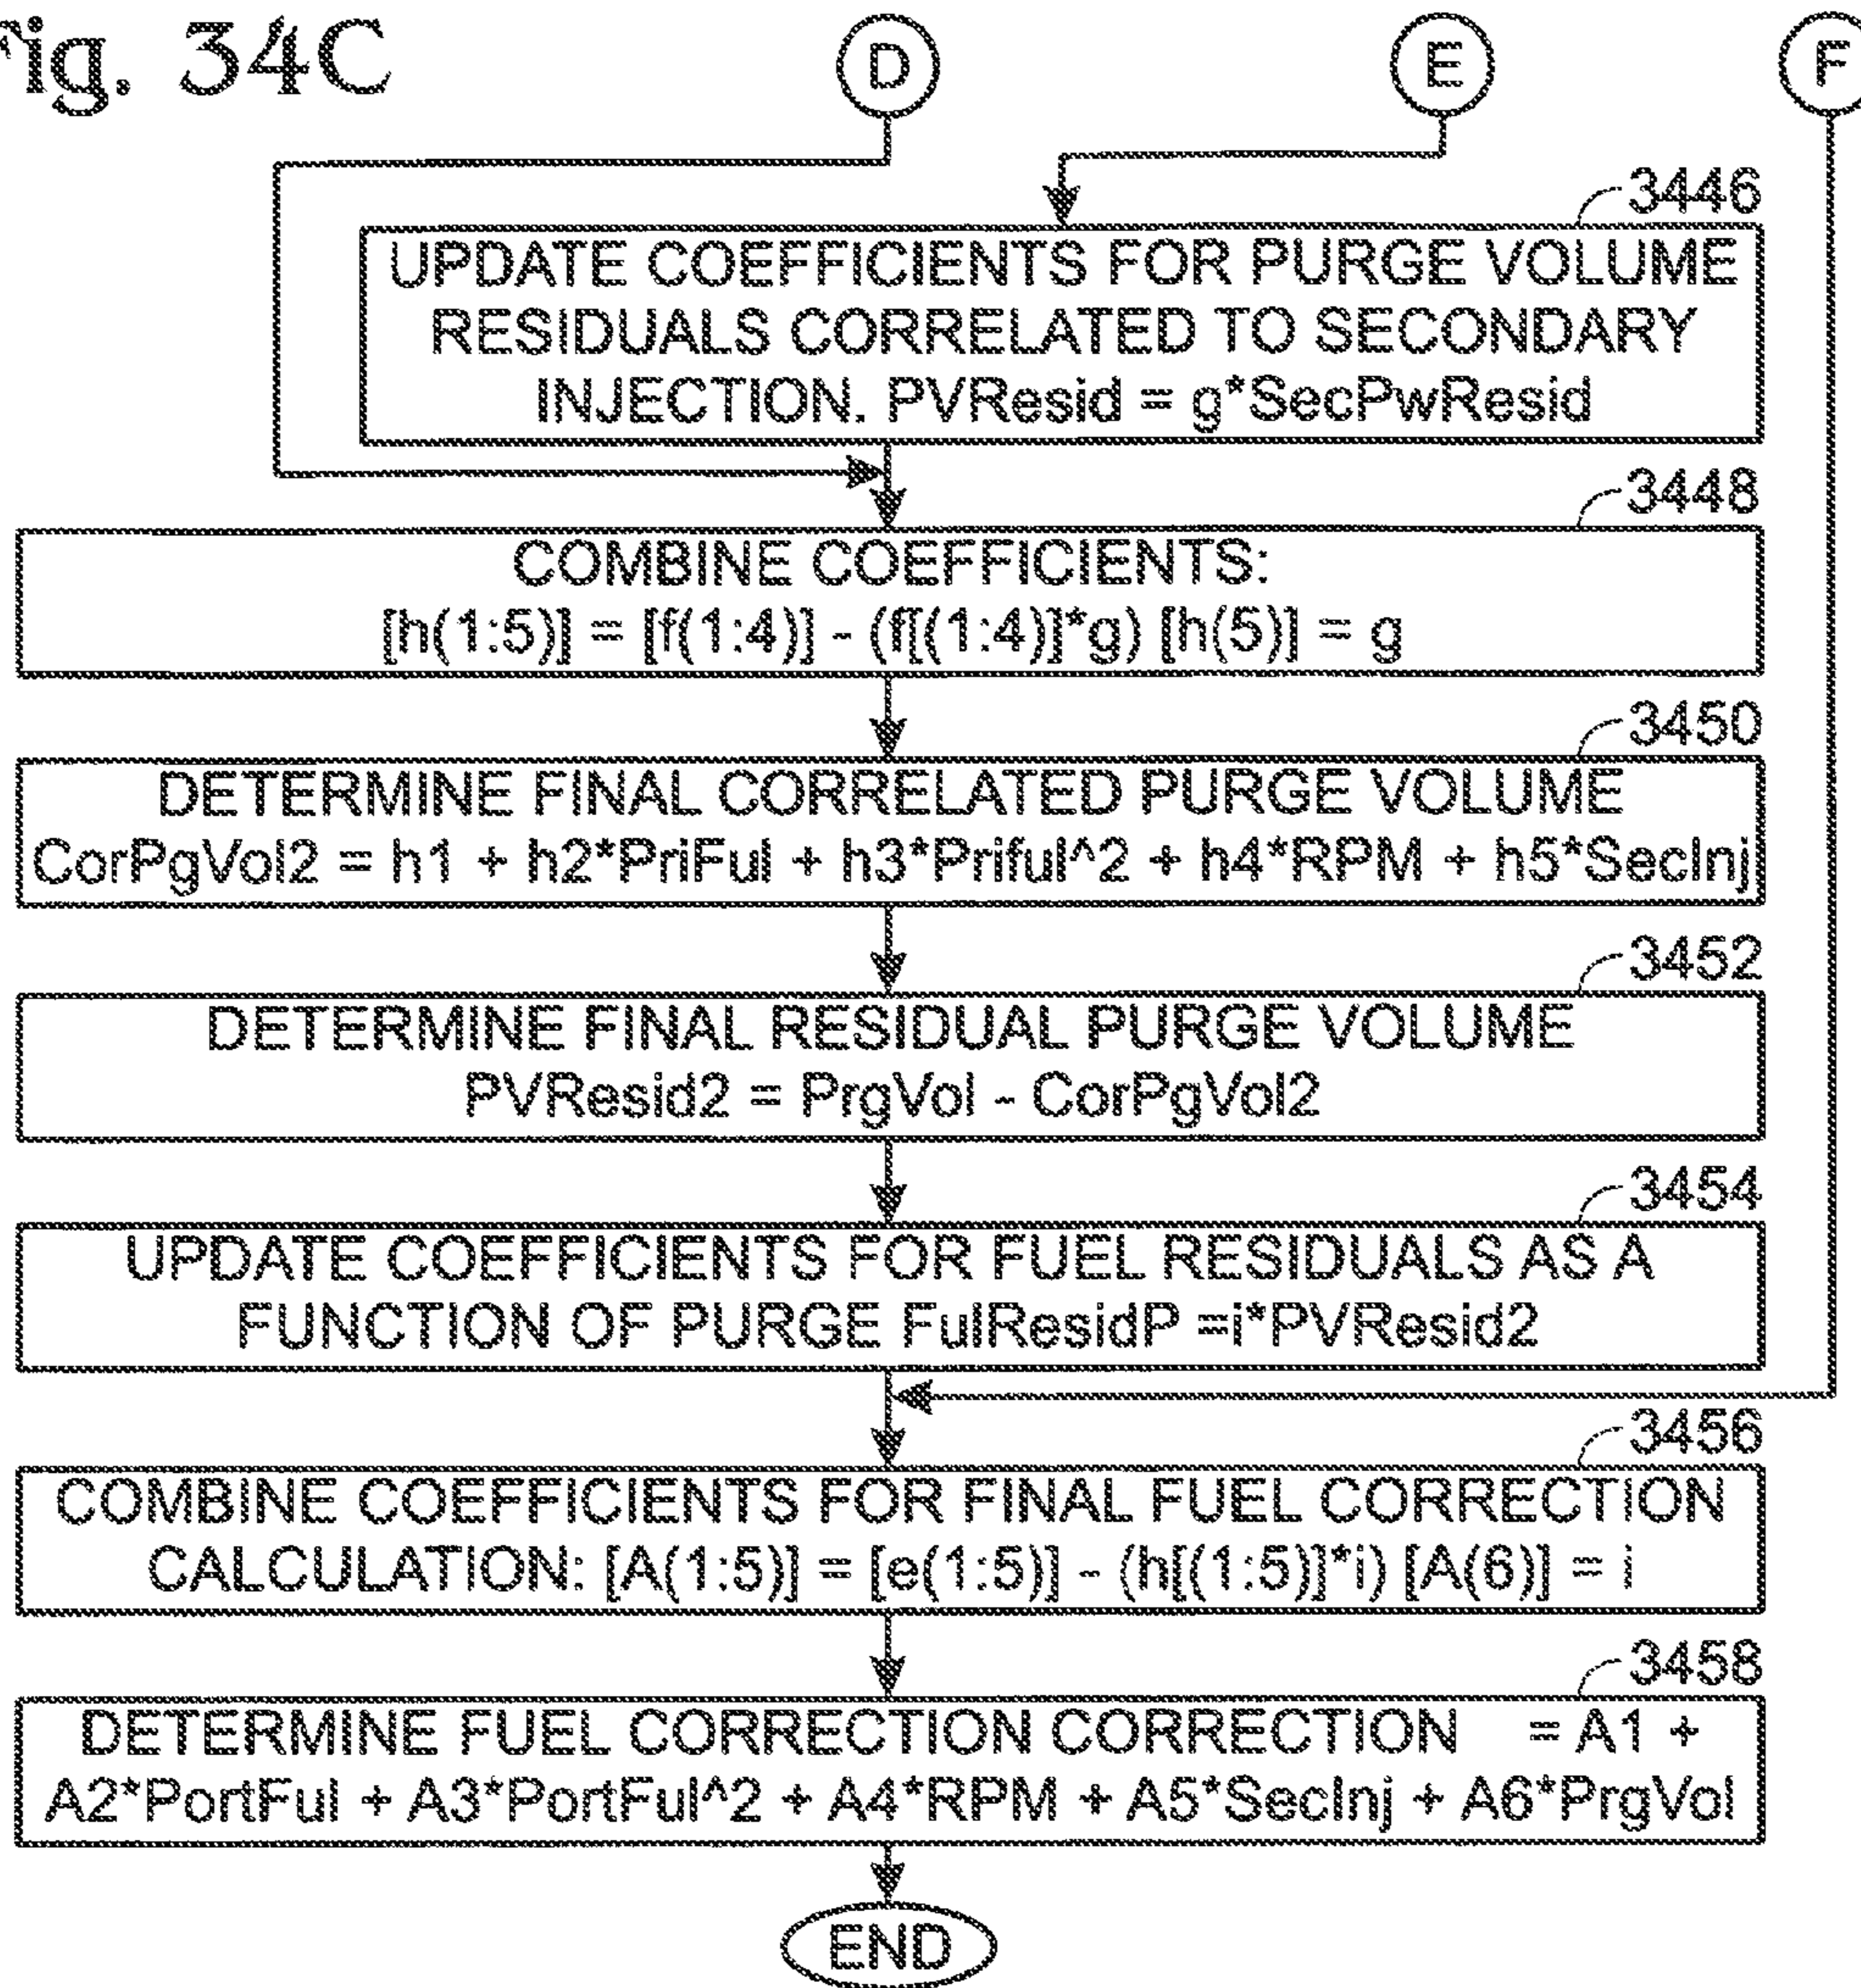 Fig. 34C
D
E
F
3446
UPDATE COEFFICIENTS FOR PURGE VOLUME
RESIDUALS CORRELATED TO SECONDARY
INJECTION. PVResid = g*SecPwResid
3448
COMBINE COEFFICIENTS:
[h(1:5)] = [f(1:4)] - (f[(1:4)]*g) [h(5)] = g
3450
DETERMINE FINAL CORRELATED PURGE VOLUME
CorPgVol2 = h1 + h2*PriFul + h3*Priful^2 + h4*RPM + h5*SecInj
3452
DETERMINE FINAL RESIDUAL PURGE VOLUME
PVResid2 = PrgVol - CorPgVol2
3454
UPDATE COEFFICIENTS FOR FUEL RESIDUALS AS A
FUNCTION OF PURGE FulResidP =i*PVResid2
3456
COMBINE COEFFICIENTS FOR FINAL FUEL CORRECTION
CALCULATION: [A(1:5)] = [e(1:5)] - (h[(1:5)]*i) [A(6)] = i
3458
DETERMINE FUEL CORRECTION CORRECTION = A1 +
A2*PortFul + A3*PortFul^2 + A4*RPM + A5*SecInj + A6*PrgVol
END